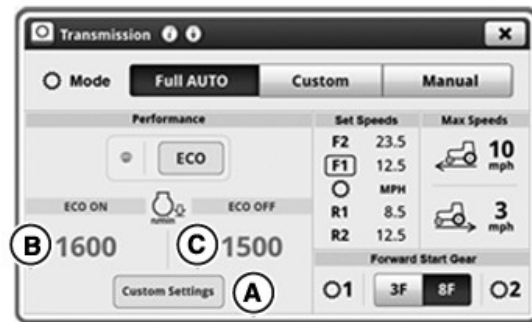 Transmission
Mode Full AUTO Custom Manual
Performance
ECO
ECO ON
ECO OFF
n/min
B 1600
C 1500
Custom Settings A
Set Speeds
F2 23.5
F1 12.5
MPH
R1 8.5
R2 12.5
Max Speeds
10
mph
3
mph
Forward Start Gear
1 3F 8F 2